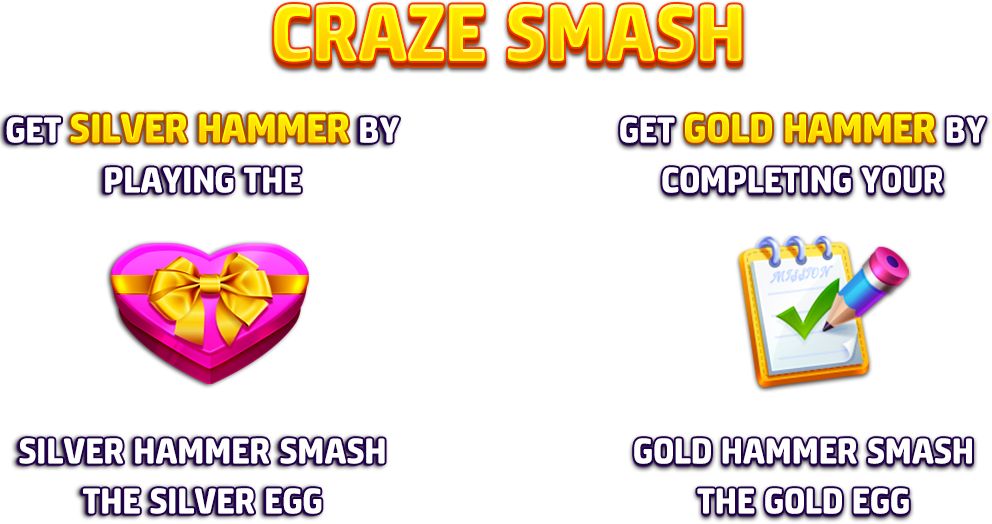 CRAZE SMASH
GET SILVER HAMMER BY
PLAYING THE
SILVER HAMMER SMASH
THE SILVER EGG
GET GOLD HAMMER BY
COMPLETING YOUR
MISSION
GOLD HAMMER SMASH
THE GOLD EGG